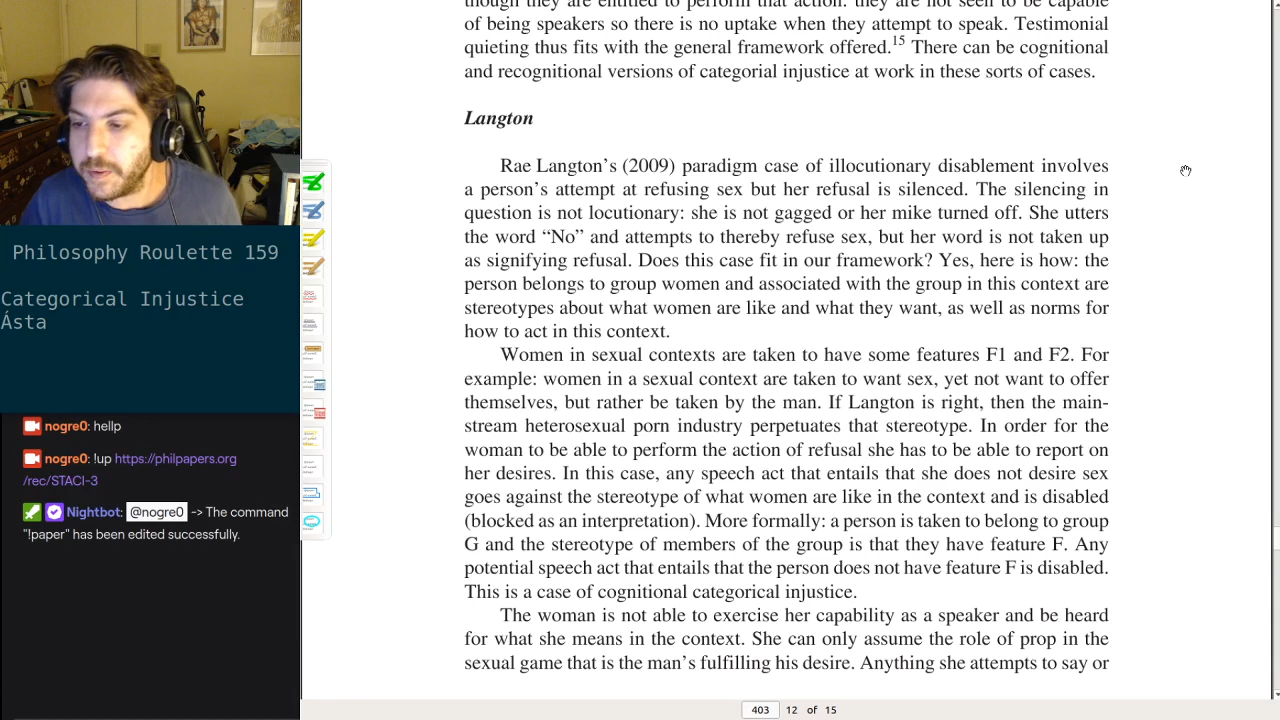 Philosophy Roulette 159
Categorical Injustice
Ásta
nogre0: hellp
nogre0: !up https://philpapers.org
/rec/STACI-3
Nightbot: @nogre0 -> The command
"!paper" has been edited successfully.
though they are entitled to perform that action. they are not seen to be capable
of being speakers so there is no uptake when they attempt to speak. Testimonial
quieting thus fits with the general framework offered.15 There can be cognitional
and recognitional versions of categorial injustice at work in these sorts of cases.
Langton
Rae Langton's (2009) paradigm case of illocutionary disablement involves
a person's attempt at refusing sex but her refusal is silenced. The silencing in
question is not locutionary: she is not gagged or her mike turned off. She utters
the word "No" and attempts to thereby refuse sex, but her word is not taken up
as signifying refusal. Does this case fit in our framework? Yes, here is how: to be
taken to belong to group X may be associated with the group in the context and
stereotypes about what women are like and what they want, as well as norms for
how to act in the context.
Women in sexual contexts are taken to have some features F1 and F2. For
example: women in sexual contexts are taken to want sex, yet not want to offer
themselves, but rather be taken by the man, if Langton is right that the main-
stream heterosexual porn industry perpetuates that stereotype. In order for the
woman to succeed in the performance of the speech act she has to be reporting
or refusing, as the case may be, but that this entails that she does not desire sex
goes against the stereotype of what women are like in the context and is disabled
(blocked as an interpretation). More formally: a person is taken to belong to group
G and the stereotype of members of the group is that they have feature F. Any
potential speech act that entails that the person does not have feature F is disabled.
This is a case of cognitional categorical injustice.
The woman is not able to exercise her capability as a speaker and be heard
for what she means in the context. She can only assume the role of prop in the
sexual game that is the man's fulfilling his desire. Anything she attempts to say or
403 12 of 15